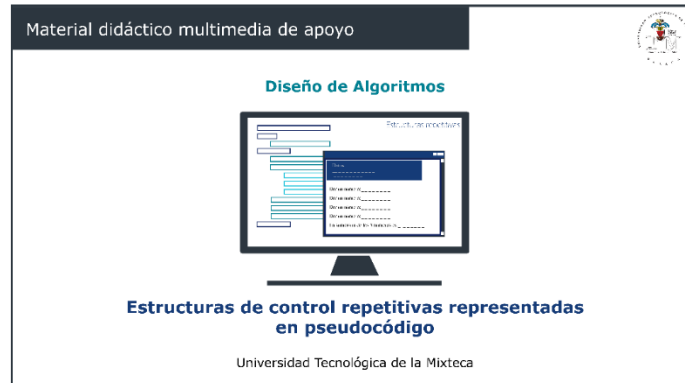 Material didáctico multimedia de apoyo
Diseño de Algoritmos
Estructuras repetitivas
Estructuras de control repetitivas representadas
en pseudocódigo
Universidad Tecnológica de la Mixteca